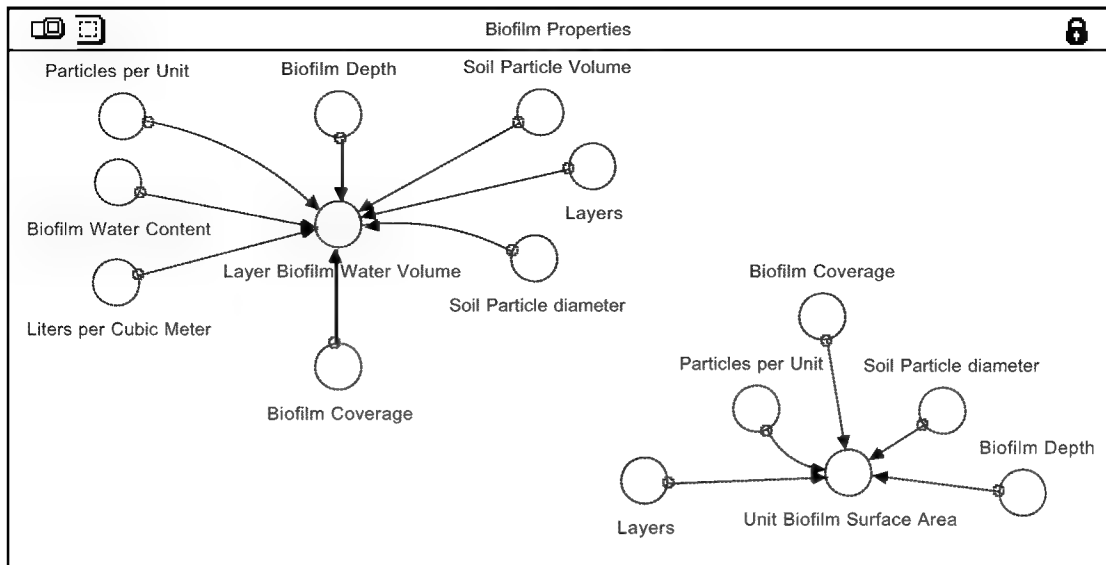 Biofilm Properties
Particles per Unit
Biofilm Depth
Soil Particle Volume
Layers
Biofilm Water Content
Layer Biofilm Water Volume
Soil Particle diameter
Liters per Cubic Meter
Biofilm Coverage
Biofilm Coverage
Particles per Unit
Soil Particle diameter
Biofilm Depth
Layers
Unit Biofilm Surface Area